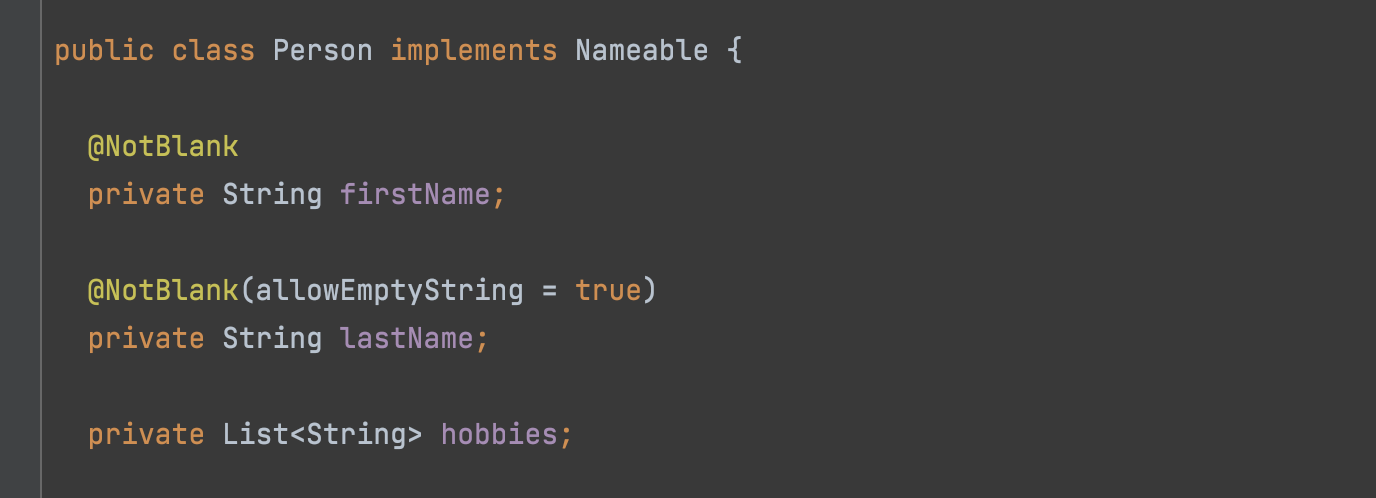 public class Person implements Nameable {
@NotBlank
private String firstName;
@NotBlank(allowEmptyString = true)
private String lastName;
private List<String> hobbies;